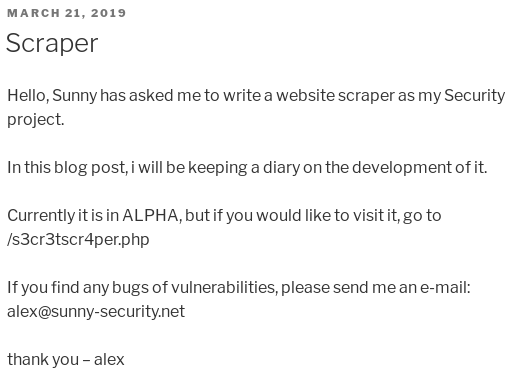 MARCH 21, 2019
Scraper
Hello, Sunny has asked me to write a website scraper as my Security
project.
In this blog post, i will be keeping a diary on the development of it.
Currently it is in ALPHA, but if you would like to visit it, go to
/s3cr3tscr4per.php
If you find any bugs of vulnerabilities, please send me an e-mail:
alex@sunny-security.net
thank you – alex